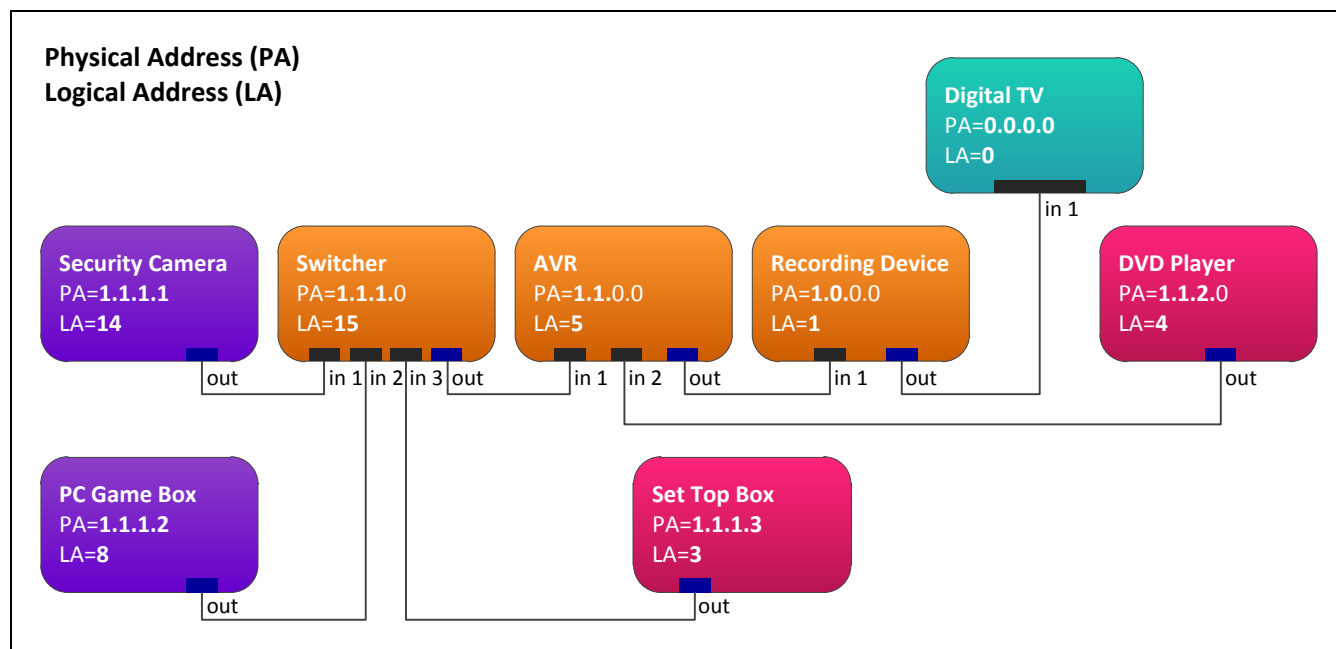 Physical Address (PA)
Logical Address (LA)
Digital TV
PA=0.0.0.0
LA=0
in 1
Security Camera
PA=1.1.1.1
LA=14
out
Switcher
PA=1.1.1.0
LA=15
in 1 in 2 in 3 out
AVR
PA=1.1.0.0
LA=5
in 1 in 2 out
Recording Device
PA=1.0.0.0
LA=1
in 1 out
DVD Player
PA=1.1.2.0
LA=4
out
PC Game Box
PA=1.1.1.2
LA=8
out
Set Top Box
PA=1.1.1.3
LA=3
out